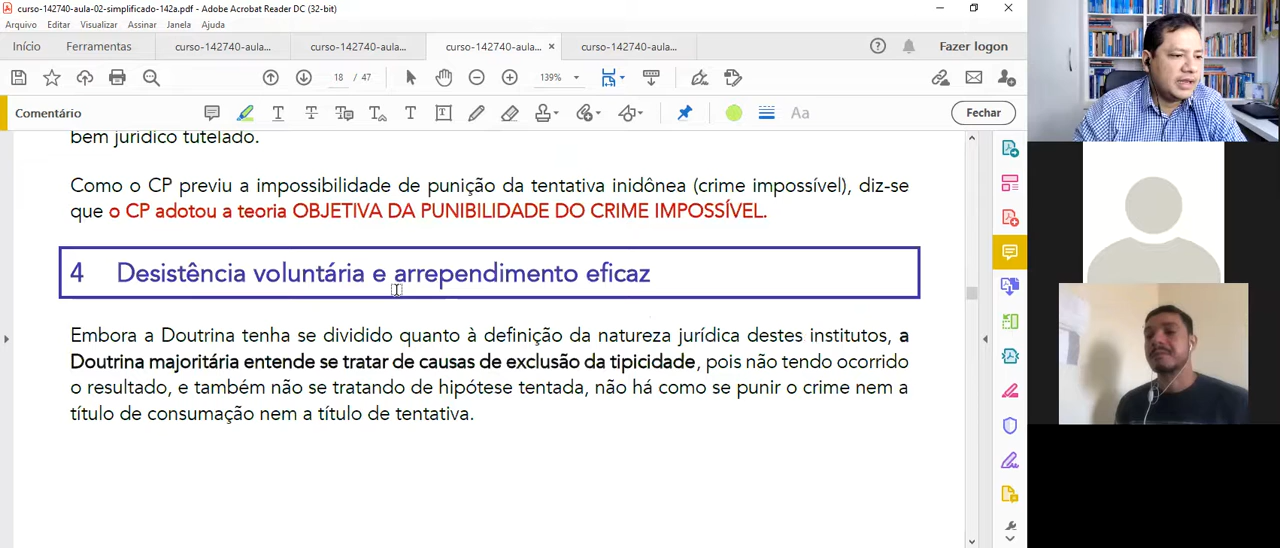 curso-142740-aula-02-simplificado-142a.pdf - Adobe Acrobat Reader DC (32-bit)
Arquivo Editar Visualizar Assinar Janela Ajuda
Início Ferramentas curso-142740-aula... curso-142740-aula... curso-142740-aula... × curso-142740-aula... Fazer logon
18 / 47 139%
Comentário Fechar
bem jurídico tutelado.
Como o CP previu a impossibilidade de punição da tentativa inidônea (crime impossível), diz-se
que o CP adotou a teoria OBJETIVA DA PUNIBILIDADE DO CRIME IMPOSSÍVEL.
4 Desistência voluntária e arrependimento eficaz
Embora a Doutrina tenha se dividido quanto à definição da natureza jurídica destes institutos, a
Doutrina majoritária entende se tratar de causas de exclusão da tipicidade, pois não tendo ocorrido
o resultado, e também não se tratando de hipótese tentada, não há como se punir o crime nem a
título de consumação nem a título de tentativa.